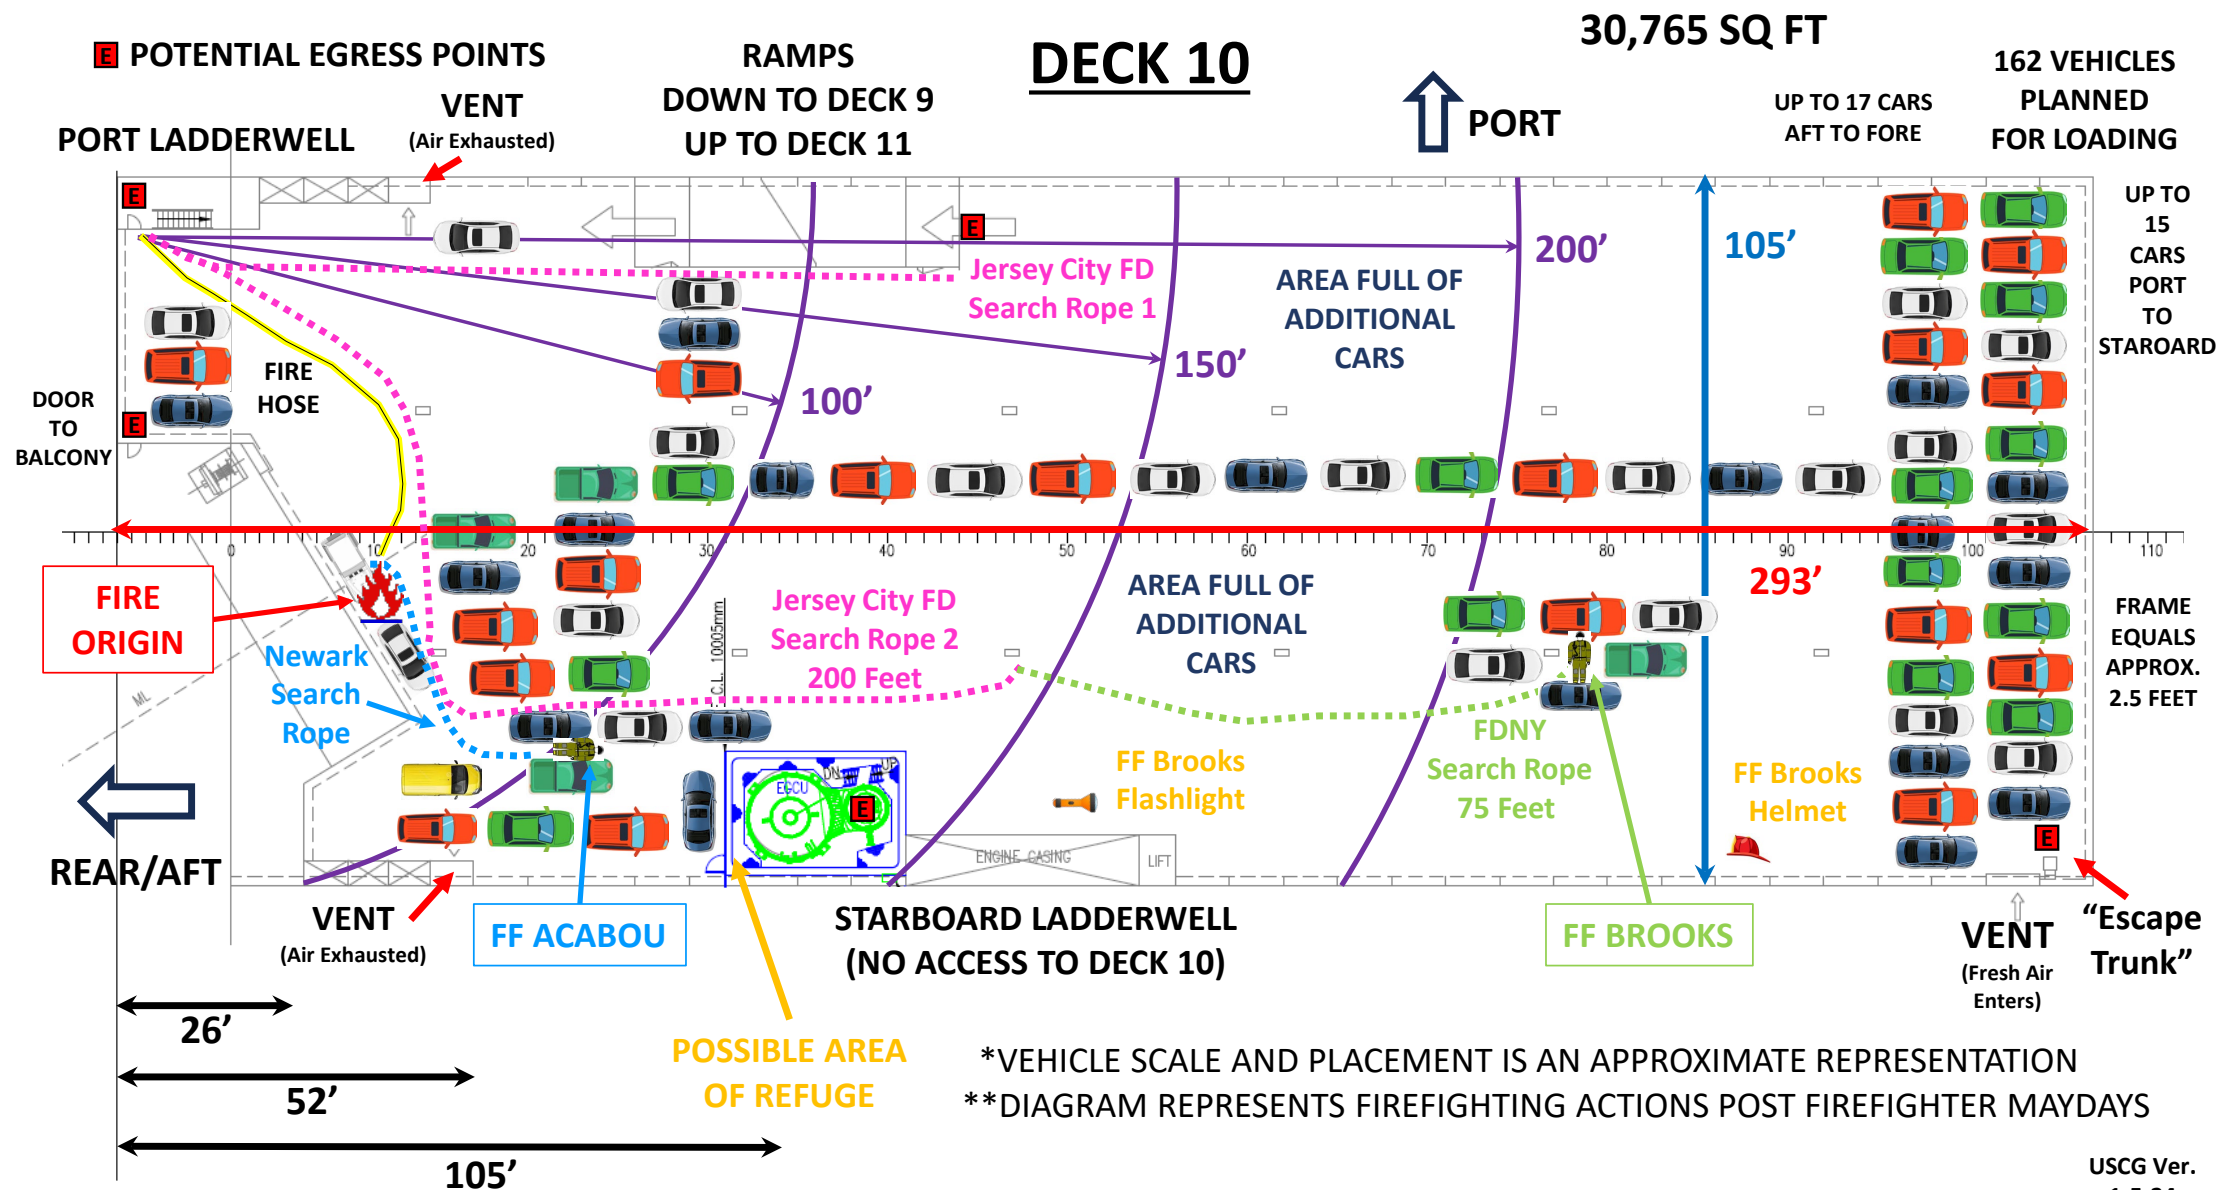 30,765 SQ FT
E POTENTIAL EGRESS POINTS
RAMPS
DOWN TO DECK 9
UP TO DECK 11
DECK 10
162 VEHICLES
PLANNED
FOR LOADING
VENT
(Air Exhausted)
PORT
UP TO 17 CARS
AFT TO FORE
PORT LADDERWELL
E
E
UP TO
15
CARS
PORT
TO
STAROARD
200’
105’
Jersey City FD
Search Rope 1
AREA FULL OF
ADDITIONAL
CARS
150’
100’
FIRE
HOSE
DOOR
TO
BALCONY
E
0
10
20
30
40
50
60
70
80
90
100
110
FIRE
ORIGIN
293’
AREA FULL OF
ADDITIONAL
CARS
Jersey City FD
Search Rope 2
200 Feet
C.L. 10005mm
FRAME
EQUALS
APPROX.
2.5 FEET
Newark
Search
Rope
ML
FF Brooks
Flashlight
FDNY
Search Rope
75 Feet
FF Brooks
Helmet
DN
UP
EGCU
E
E
ENGINE CASING
LIFT
REAR/AFT
VENT
(Air Exhausted)
FF ACABOU
STARBOARD LADDERWELL
(NO ACCESS TO DECK 10)
FF BROOKS
VENT
(Fresh Air
Enters)
“Escape
Trunk”
26’
POSSIBLE AREA
OF REFUGE
52’
105’
*VEHICLE SCALE AND PLACEMENT IS AN APPROXIMATE REPRESENTATION
**DIAGRAM REPRESENTS FIREFIGHTING ACTIONS POST FIREFIGHTER MAYDAYS
USCG Ver.